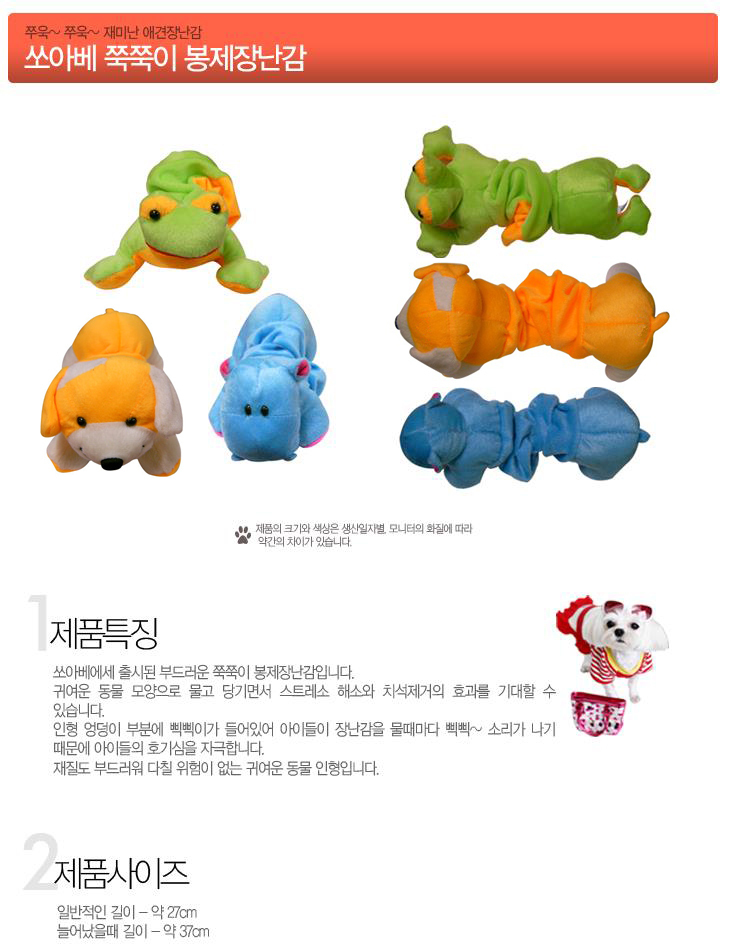 쭈욱~ 쭈욱~ 재미난 애견장난감
쏘아베 쭉쭉이 봉제장난감
제품의 크기와 색상은 생산일자별, 모니터의 화질에 따라
약간의 차이가 있습니다.
1 제품특징
쏘아베에세 출시된 부드러운 쭉쭉이 봉제장난감입니다.
귀여운 동물 모양으로 물고 당기면서 스트레소 해소와 치석제거의 효과를 기대할 수
있습니다.
인형 엉덩이 부분에 삑삑이가 들어있어 아이들이 장난감을 물때마다 삑삑~ 소리가 나기
때문에 아이들의 호기심을 자극합니다.
재질도 부드러워 다칠 위험이 없는 귀여운 동물 인형입니다.
2 제품사이즈
일반적인 길이 - 약 27cm
늘어났을때 길이 - 약 37cm